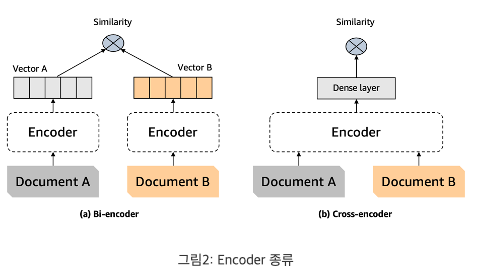 Similarity
Similarity
Vector A
Vector B
Dense layer
Encoder
Encoder
Encoder
Document A
Document B
Document A
Document B
(a) Bi-encoder
(b) Cross-encoder
그림2: Encoder 종류